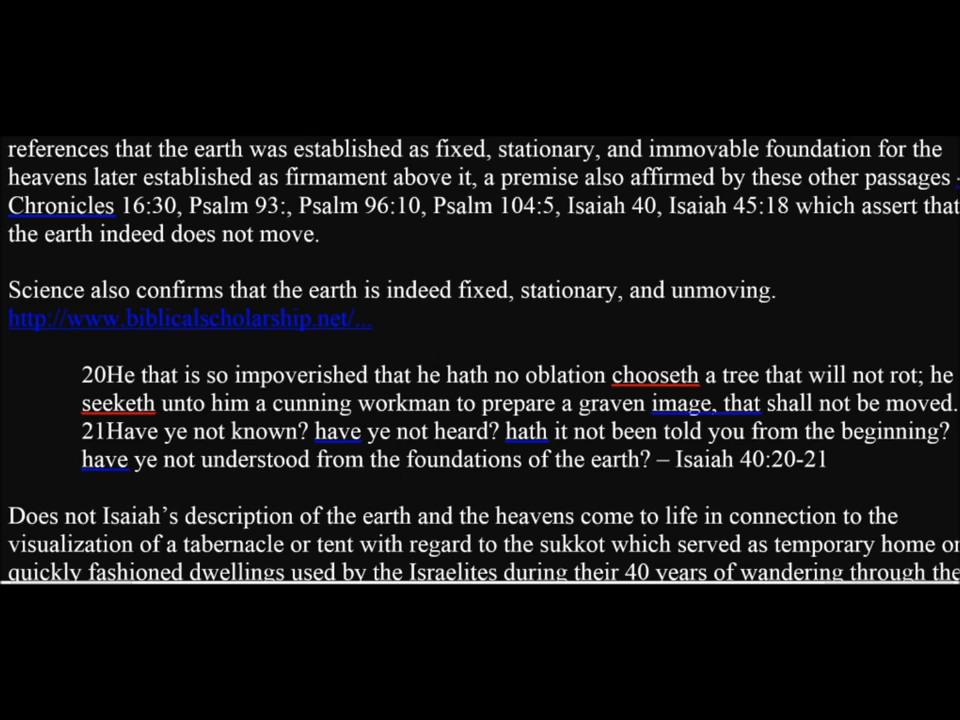 references that the earth was established as fixed, stationary, and immovable foundation for the
heavens later established as firmament above it, a premise also affirmed by these other passages -
Chronicles 16:30, Psalm 93:, Psalm 96:10, Psalm 104:5, Isaiah 40, Isaiah 45:18 which assert that
the earth indeed does not move.
Science also confirms that the earth is indeed fixed, stationary, and unmoving.
http://www.biblicalscholarship.net/...
20He that is so impoverished that he hath no oblation chooseth a tree that will not rot; he
seeketh unto him a cunning workman to prepare a graven image, that shall not be moved.
21Have ye not known? have ye not heard? hath it not been told you from the beginning?
have ye not understood from the foundations of the earth? – Isaiah 40:20-21
Does not Isaiah's description of the earth and the heavens come to life in connection to the
visualization of a tabernacle or tent with regard to the sukkot which served as temporary home or
quickly fashioned dwellings used by the Israelites during their 40 years of wandering through the